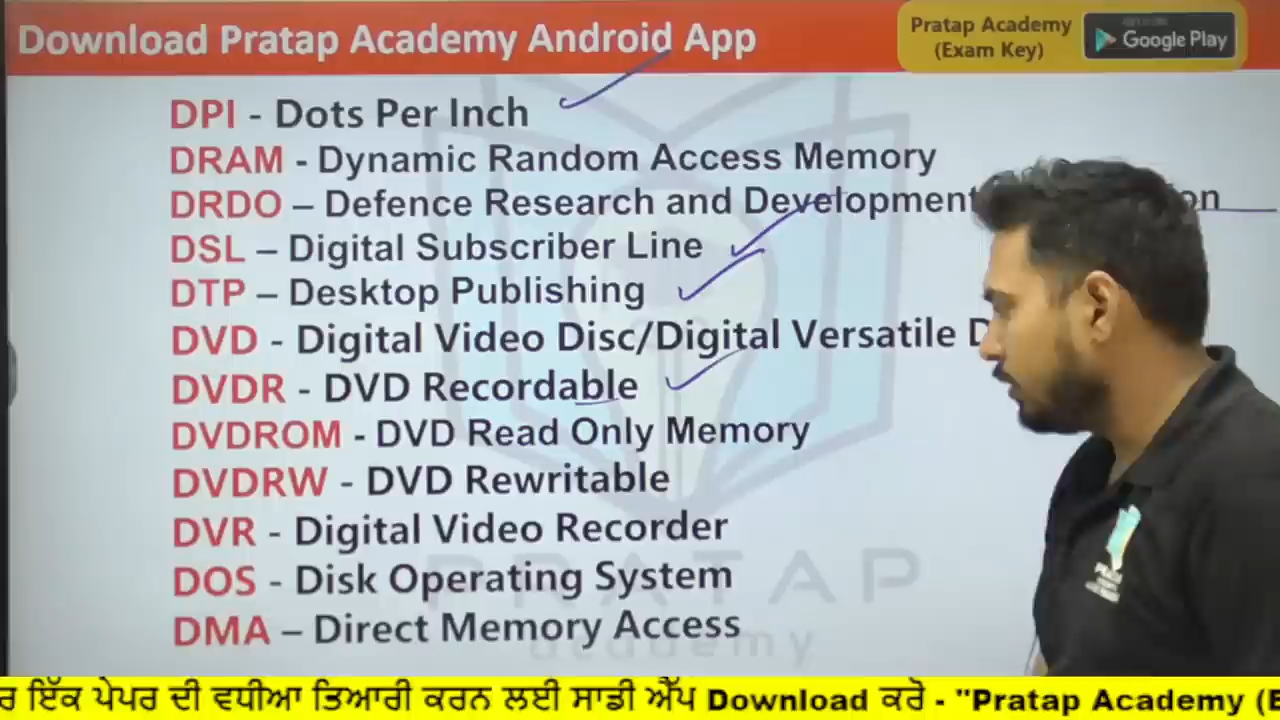 Download Pratap Academy Android App
Pratap Academy
(Exam Key)
Google Play
DPI - Dots Per Inch
DRAM - Dynamic Random Access Memory
DRDO – Defence Research and Development
DSL – Digital Subscriber Line
DTP – Desktop Publishing
DVD - Digital Video Disc/Digital Versatile
DVDR - DVD Recordable
DVDROM - DVD Read Only Memory
DVDRW - DVD Rewritable
DVR - Digital Video Recorder
DOS - Disk Operating System
DMA – Direct Memory Access
PRATAP
academy
ਰ ਇੱਕ ਪੇਪਰ ਦੀ ਵਧੀਆ ਤਿਆਰੀ ਕਰਨ ਲਈ ਸਾਡੀ ਐੱਪ Download ਕਰੋ - "Pratap Academy (E